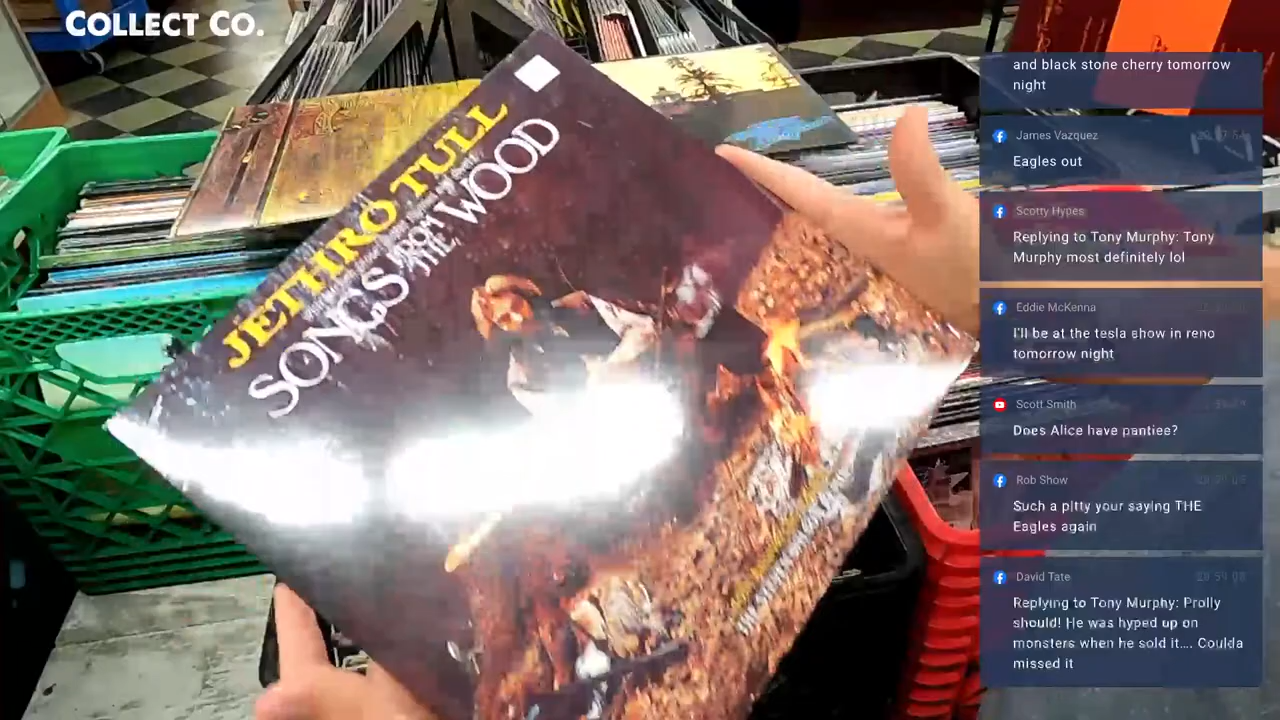 COLLECT CO.
JETHRO TULL
SONGS FROM THE WOOD
and black stone cherry tomorrow
night
James Vazquez
Eagles out
Scotty Hypes
Replying to Tony Murphy: Tony
Murphy most definitely lol
Eddie McKenna
I'll be at the tesla show in reno
tomorrow night
Scott Smith
Does Alice have pantiee?
Rob Show
Such a pitty your saying THE
Eagles again
David Tate
Replying to Tony Murphy: Prolly
should! He was hyped up on
monsters when he sold it.... Coulda
missed it